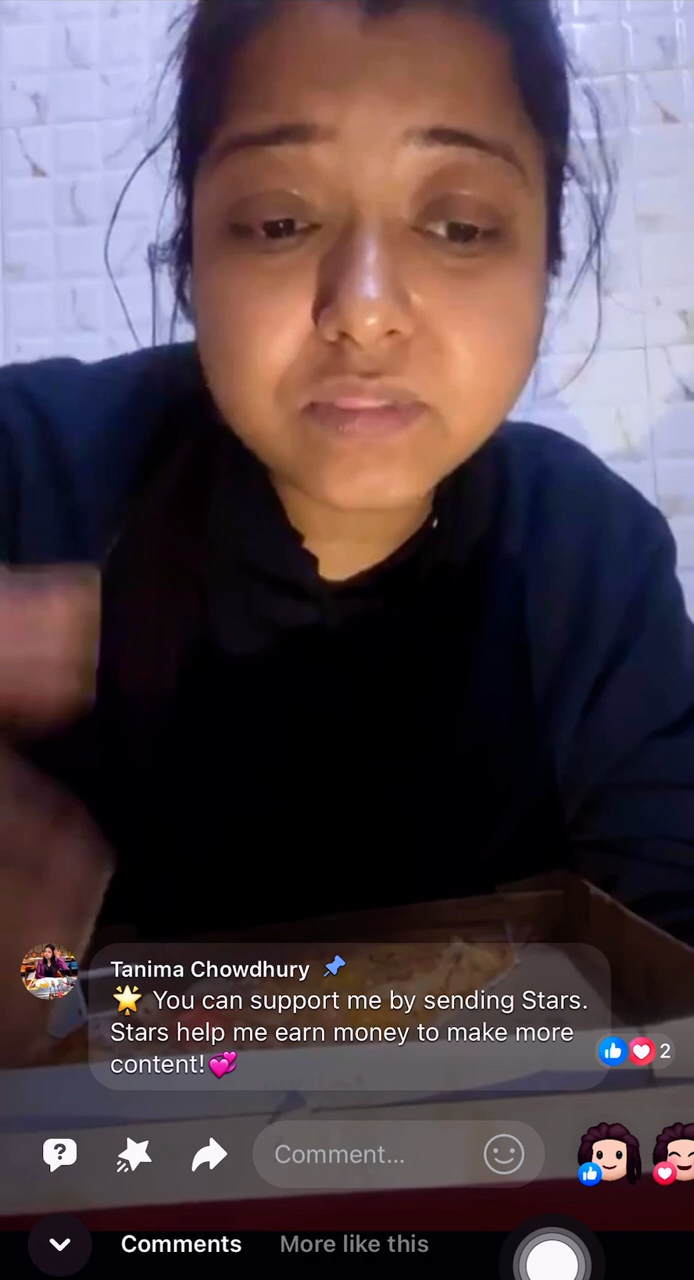 Tanima Chowdhury 📌
🌟 You can support me by sending Stars.
Stars help me earn money to make more
content!💞
2
?
Comment...
Comments More like this